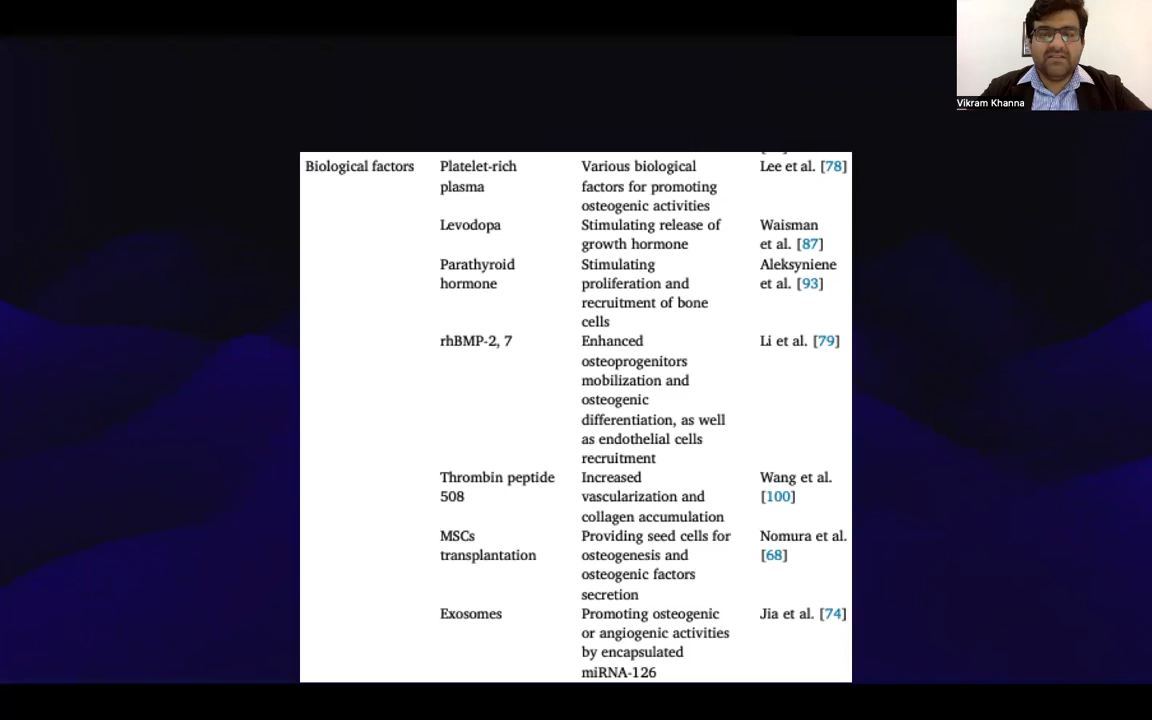 Vikram Khanna
Biological factors Platelet-rich Various biological Lee et al. [78]
plasma factors for promoting
osteogenic activities
Levodopa Stimulating release of Waisman
growth hormone et al. [87]
Parathyroid Stimulating Aleksyniene
hormone proliferation and et al. [93]
recruitment of bone
cells
rhBMP-2, 7 Enhanced Li et al. [79]
osteoprogenitors
mobilization and
osteogenic
differentiation, as well
as endothelial cells
recruitment
Thrombin peptide Increased Wang et al.
508 vascularization and [100]
collagen accumulation
MSCs Providing seed cells for Nomura et al.
transplantation osteogenesis and [68]
osteogenic factors
secretion
Exosomes Promoting osteogenic Jia et al. [74]
or angiogenic activities
by encapsulated
miRNA-126